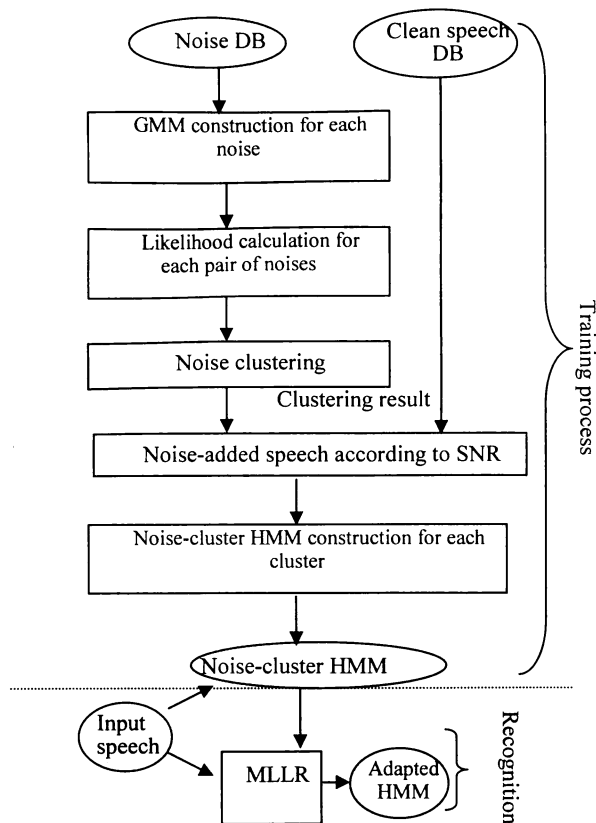 Noise DB
Clean speech
DB
GMM construction for each
noise
Likelihood calculation for
each pair of noises
Noise clustering
Clustering result
Noise-added speech according to SNR
Noise-cluster HMM construction for each
cluster
Noise-cluster HMM
Training process
Input
speech
MLLR
Adapted
HMM
Recognition